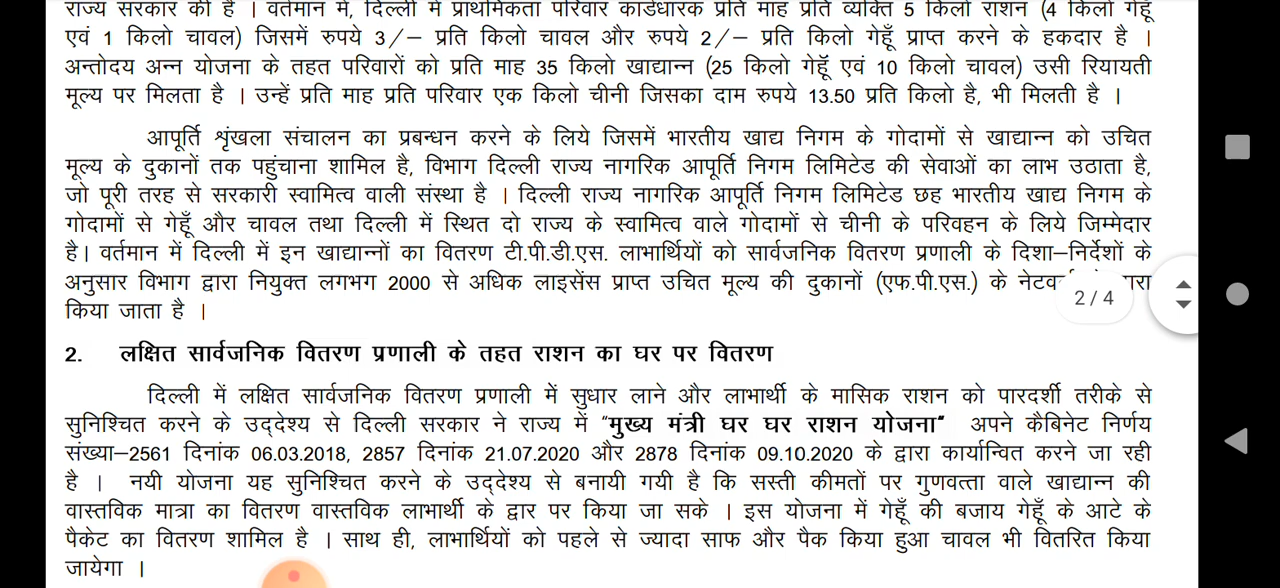 राज्य सरकार की है । वर्तमान में, दिल्ली में प्राथमिकता परिवार कार्डधारक प्रति माह प्रति व्यक्ति 5 किलो राशन (4 किलो गेहूँ
एवं 1 किलो चावल) जिसमें रुपये 3/– प्रति किलो चावल और रुपये 2/– प्रति किलो गेहूँ प्राप्त करने के हकदार है ।
अन्तोदय अन्न योजना के तहत परिवारों को प्रति माह 35 किलो खाद्यान्न (25 किलो गेहूॅ एवं 10 किलो चावल) उसी रियायती
मूल्य पर मिलता है । उन्हें प्रति माह प्रति परिवार एक किलो चीनी जिसका दाम रुपये 13.50 प्रति किलो है, भी मिलती है ।
आपूर्ति शृंखला संचालन का प्रबन्धन करने के लिये जिसमें भारतीय खाद्य निगम के गोदामों से खाद्यान्न को उचित
मूल्य के दुकानों तक पहुंचाना शामिल है, विभाग दिल्ली राज्य नागरिक आपूर्ति निगम लिमिटेड की सेवाओं का लाभ उठाता है,
जो पूरी तरह से सरकारी स्वामित्व वाली संस्था है । दिल्ली राज्य नागरिक आपूर्ति निगम लिमिटेड छह भारतीय खाद्य निगम के
गोदामों से गेहूँ और चावल तथा दिल्ली में स्थित दो राज्य के स्वामित्व वाले गोदामों से चीनी के परिवहन के लिये जिम्मेदार
है। वर्तमान में दिल्ली में इन खाद्यान्नों का वितरण टी.पी.डी.एस. लाभार्थियों को सार्वजनिक वितरण प्रणाली के दिशा–निर्देशों के
अनुसार विभाग द्वारा नियुक्त लगभग 2000 से अधिक लाइसेंस प्राप्त उचित मूल्य की दुकानों (एफ.पी.एस.) के
किया जाता है ।
2 / 4
2. लक्षित सार्वजनिक वितरण प्रणाली के तहत राशन का घर पर वितरण
दिल्ली में लक्षित सार्वजनिक वितरण प्रणाली में सुधार लाने और लाभार्थी के मासिक राशन को पारदर्शी तरीके से
सुनिश्चित करने के उद्देश्य से दिल्ली सरकार ने राज्य में "मुख्य मंत्री घर घर राशन योजना" अपने कैबिनेट निर्णय
संख्या–2561 दिनांक 06.03.2018, 2857 दिनांक 21.07.2020 और 2878 दिनांक 09.10.2020 के द्वारा कार्यान्वित करने जा रही
है । नयी योजना यह सुनिश्चित करने के उद्देश्य से बनायी गयी है कि सस्ती कीमतों पर गुणवत्ता वाले खाद्यान्न की
वास्तविक मात्रा का वितरण वास्तविक लाभार्थी के द्वार पर किया जा सके । इस योजना में गेहूँ की बजाय गेहूँ के आटे के
पैकेट का वितरण शामिल है । साथ ही, लाभार्थियों को पहले से ज्यादा साफ और पैक किया हुआ चावल भी वितरित किया
जायेगा ।